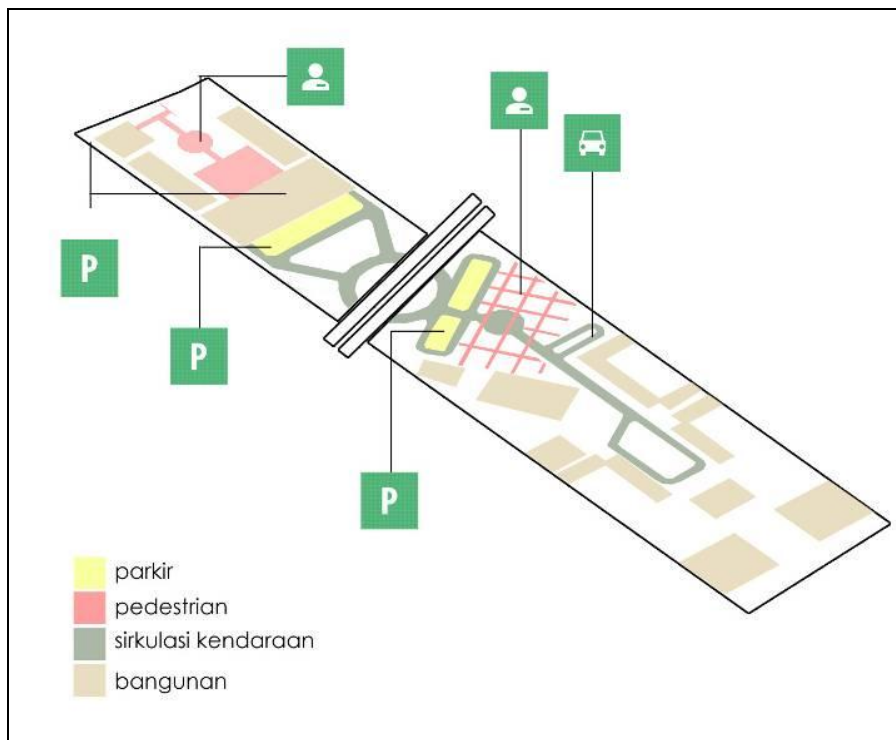 P
P
P
parkir
pedestrian
sirkulasi kendaraan
bangunan